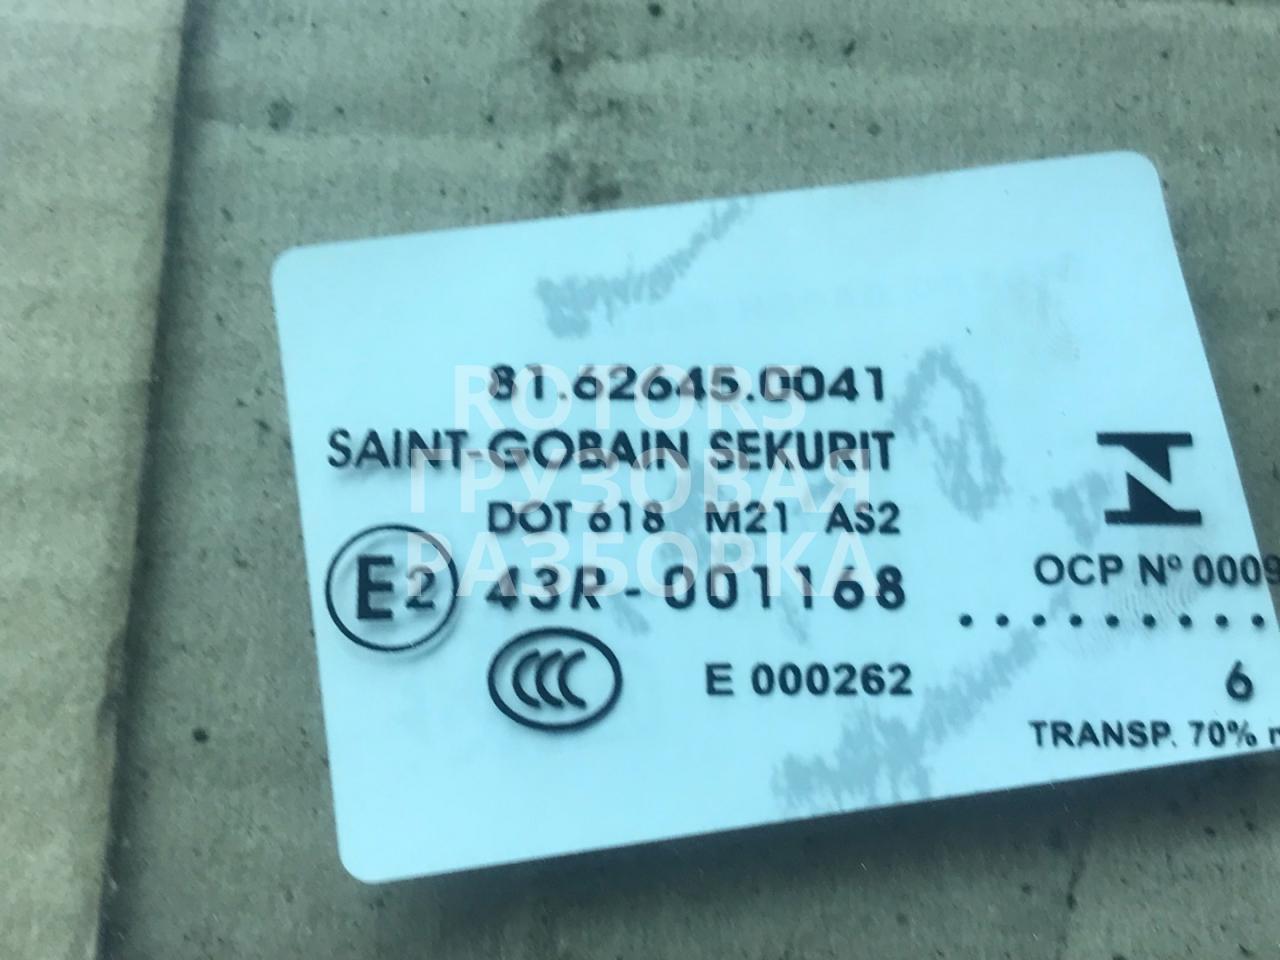 81.62645.0041
SAINT-GOBAIN SEKURIT
DOT 618 M21 AS2
E2 43R-001168
CCC E 000262
OCP Nº 0009
6
TRANSP. 70%
ROTORS
ГРУЗОВАЯ
РАЗБОРКА